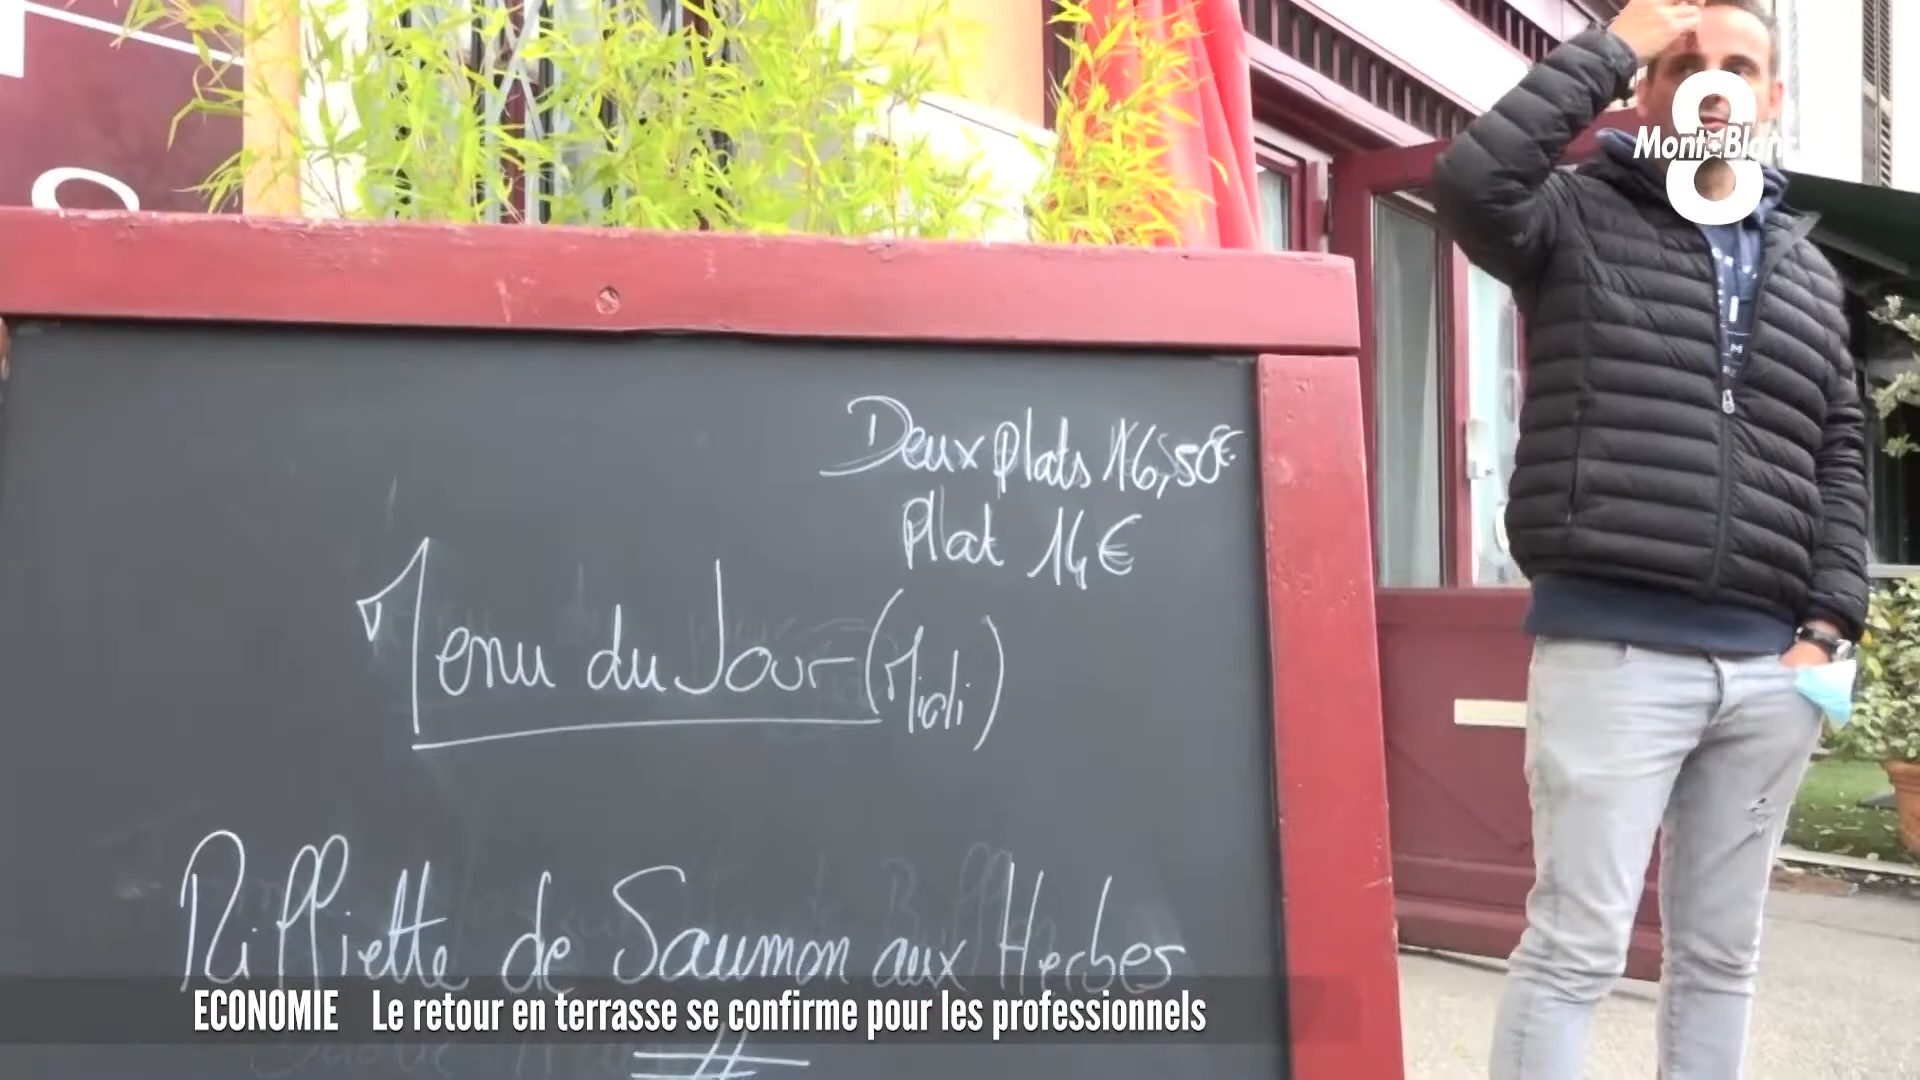 8
Mont Blanc
Deux Plats 16,50€
Plat 14€
Menu du Jour (Midi)
Riffiette de Saumon aux Herbes
ECONOMIE Le retour en terrasse se confirme pour les professionnels